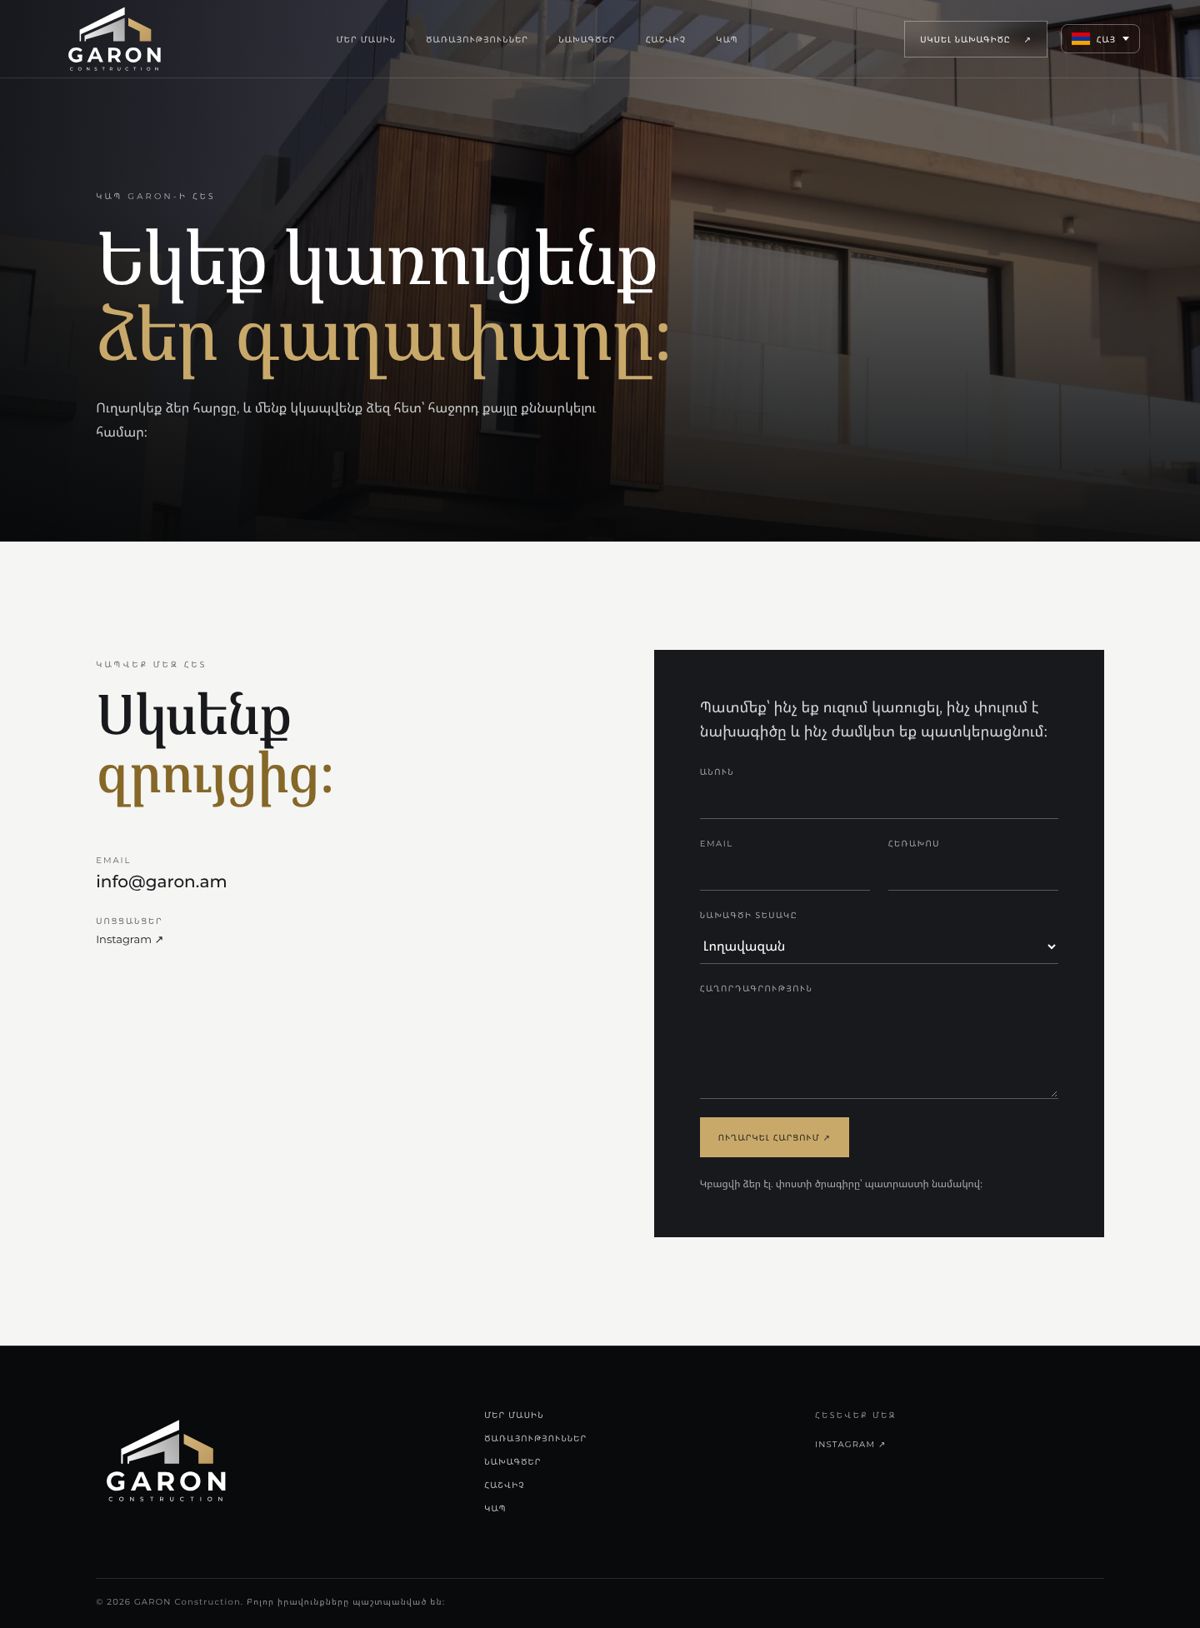 GARON
CONSTRUCTION
ՄԵՐ ՄԱՍԻՆ
ԾԱՌԱՅՈՒԹՅՈՒՆՆԵՐ
ՆԱԽԱԳԾԵՐ
ՀԱՇՎԻՉ
ԿԱՊ
ՍԿՍԵԼ ՆԱԽԱԳԻԾԸ ↗
ՀԱՅ
ԿԱՊ GARON-Ի ՀԵՏ
Եկեք կառուցենք
ձեր գաղափարը։
Ուղարկեք ձեր հարցը, և մենք կկապվենք ձեզ հետ՝ հաջորդ քայլը քննարկելու
համար։
ԿԱՊՎԵՔ ՄԵԶ ՀԵՏ
Սկսենք
զրույցից։
EMAIL
info@garon.am
ՍՈՑՑԱՆՑԵՐ
Instagram ↗
Պատմեք՝ ինչ եք ուզում կառուցել, ինչ փուլում է
նախագիծը և ինչ ժամկետ եք պատկերացնում։
ԱՆՈՒՆ
EMAIL
ՀԵՌԱԽՈՍ
ՆԱԽԱԳԾԻ ՏԵՍԱԿԸ
Լողավազան
ՀԱՂՈՐԴԱԳՐՈՒԹՅՈՒՆ
ՈՒՂԱՐԿԵԼ ՀԱՐՑՈՒՄ ↗
Կբացվի ձեր էլ. փոստի ծրագիրը՝ պատրաստի նամակով։
GARON
CONSTRUCTION
ՄԵՐ ՄԱՍԻՆ
ԾԱՌԱՅՈՒԹՅՈՒՆՆԵՐ
ՆԱԽԱԳԾԵՐ
ՀԱՇՎԻՉ
ԿԱՊ
ՀԵՏԵՎԵՔ ՄԵԶ
INSTAGRAM ↗
© 2026 GARON Construction. Բոլոր իրավունքները պաշտպանված են։